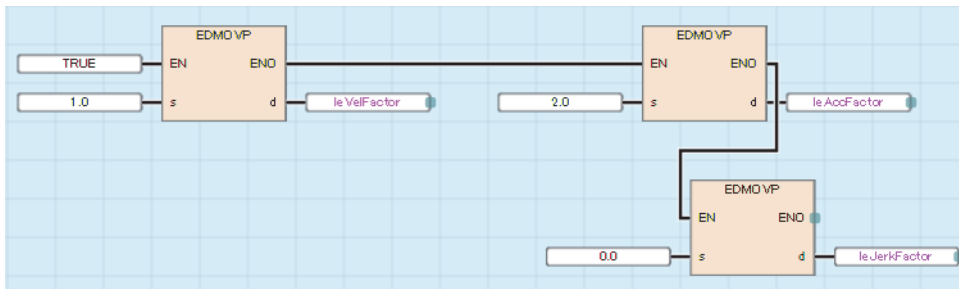 EDMOVP
EDMOVP
TRUE
EN
ENO
EN
ENO
1.0
s
d
leVelFactor
2.0
s
d
leAccFactor
EDMOVP
EN
ENO
0.0
s
d
leJerkFactor